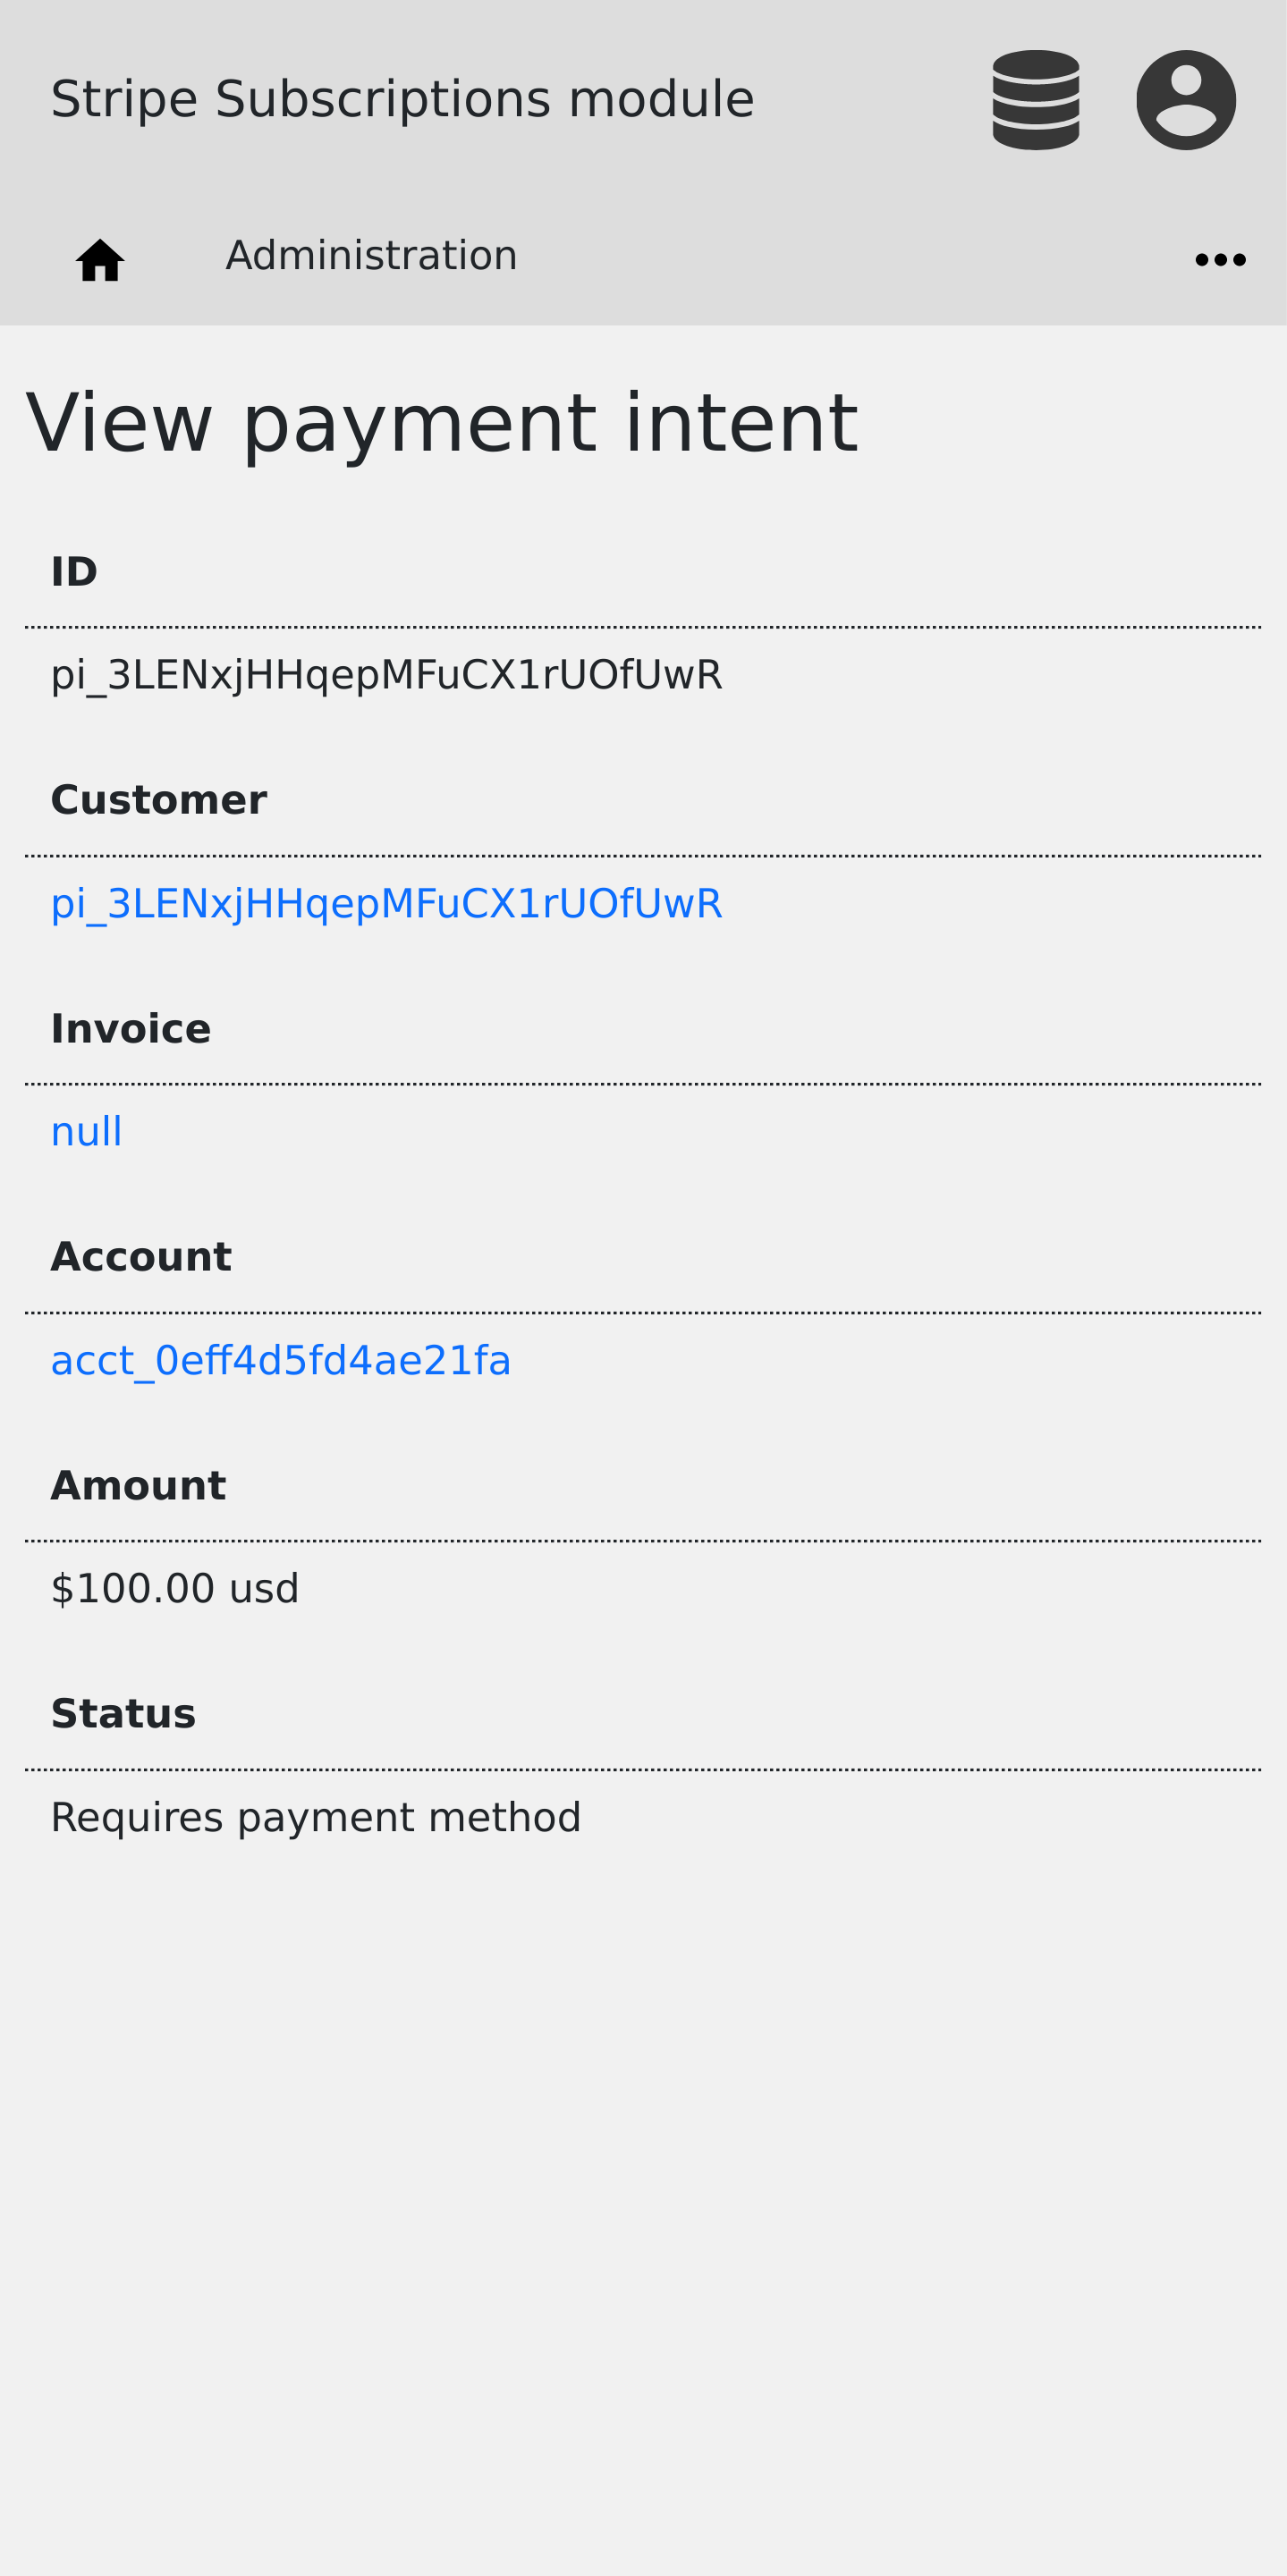 Stripe Subscriptions module
Administration
View payment intent
ID
pi_3LENxjHHqepMFuCX1rUOfUwR
Customer
pi_3LENxjHHqepMFuCX1rUOfUwR
Invoice
null
Account
acct_0eff4d5fd4ae21fa
Amount
$100.00 usd
Status
Requires payment method